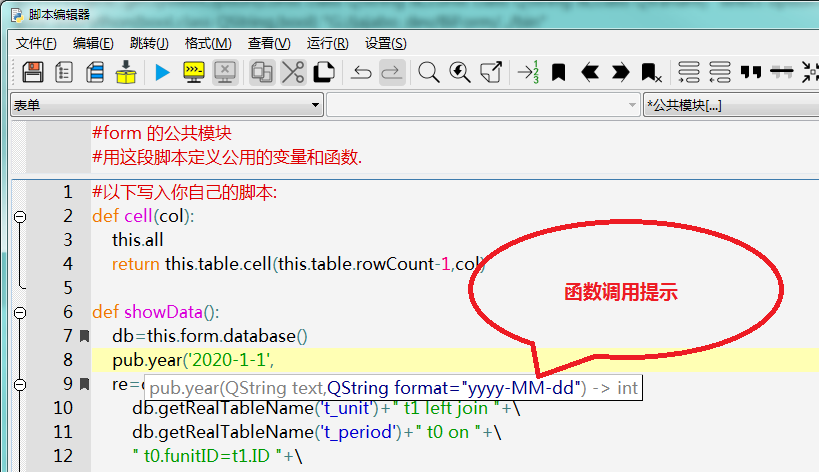 脚本编辑器
文件(F) 编辑(E) 跳转(J) 格式(M) 查看(V) 运行(R) 设置(S)
表单 *公共模块[...]
#form 的公共模块
#用这段脚本定义公用的变量和函数.
1 #以下写入你自己的脚本:
2 def cell(col):
3 this.all
4 return this.table.cell(this.table.rowCount-1,col)
5
6 def showData():
7 db=this.form.database()
8 pub.year('2020-1-1',
9 re=
pub.year(QString text,QString format="yyyy-MM-dd") -> int
10 db.getRealTableName('t_unit')+" t1 left join "+\
11 db.getRealTableName('t_period')+" t0 on "+\
12 " t0.funitID=t1.ID "+\
函数调用提示